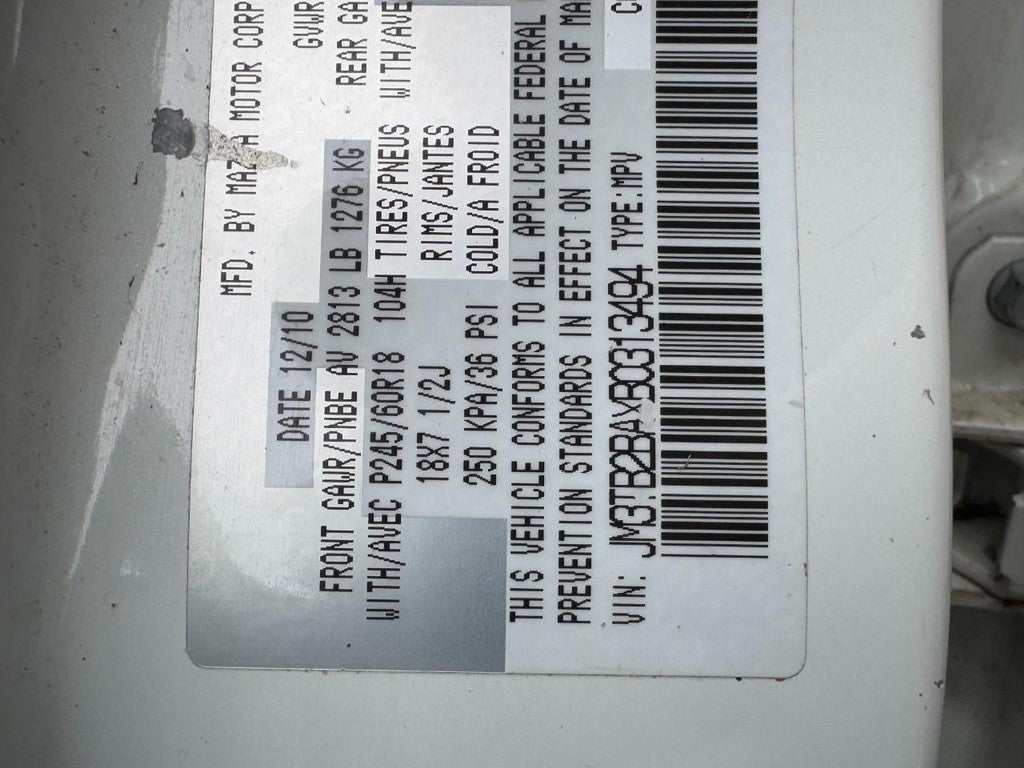 MFD. BY MAZDA MOTOR CORP
DATE 12/10 GVWR
FRONT GAWR/PNBE AV 2813 LB 1276 KG REAR GA
WITH/AVEC P245/60R18 104H TIRES/PNEUS WITH/AVE
18X7 1/2J RIMS/JANTES
250 KPA/36 PSI COLD/A FROID
THIS VEHICLE CONFORMS TO ALL APPLICABLE FEDERAL
PREVENTION STANDARDS IN EFFECT ON THE DATE OF MA
VIN: JM3TB2BAXB0313494 TYPE:MPV